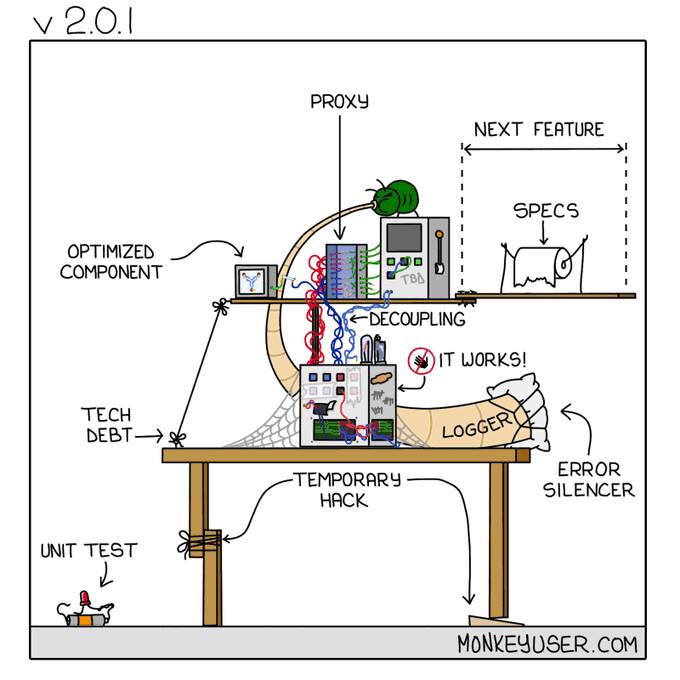 v 2.0.1
PROXY
NEXT FEATURE
SPECS
OPTIMIZED
COMPONENT
TBD
DECOUPLING
IT WORKS!
TECH
DEBT
LOGGER
ERROR
SILENCER
TEMPORARY
HACK
UNIT TEST
MONKEYUSER.COM